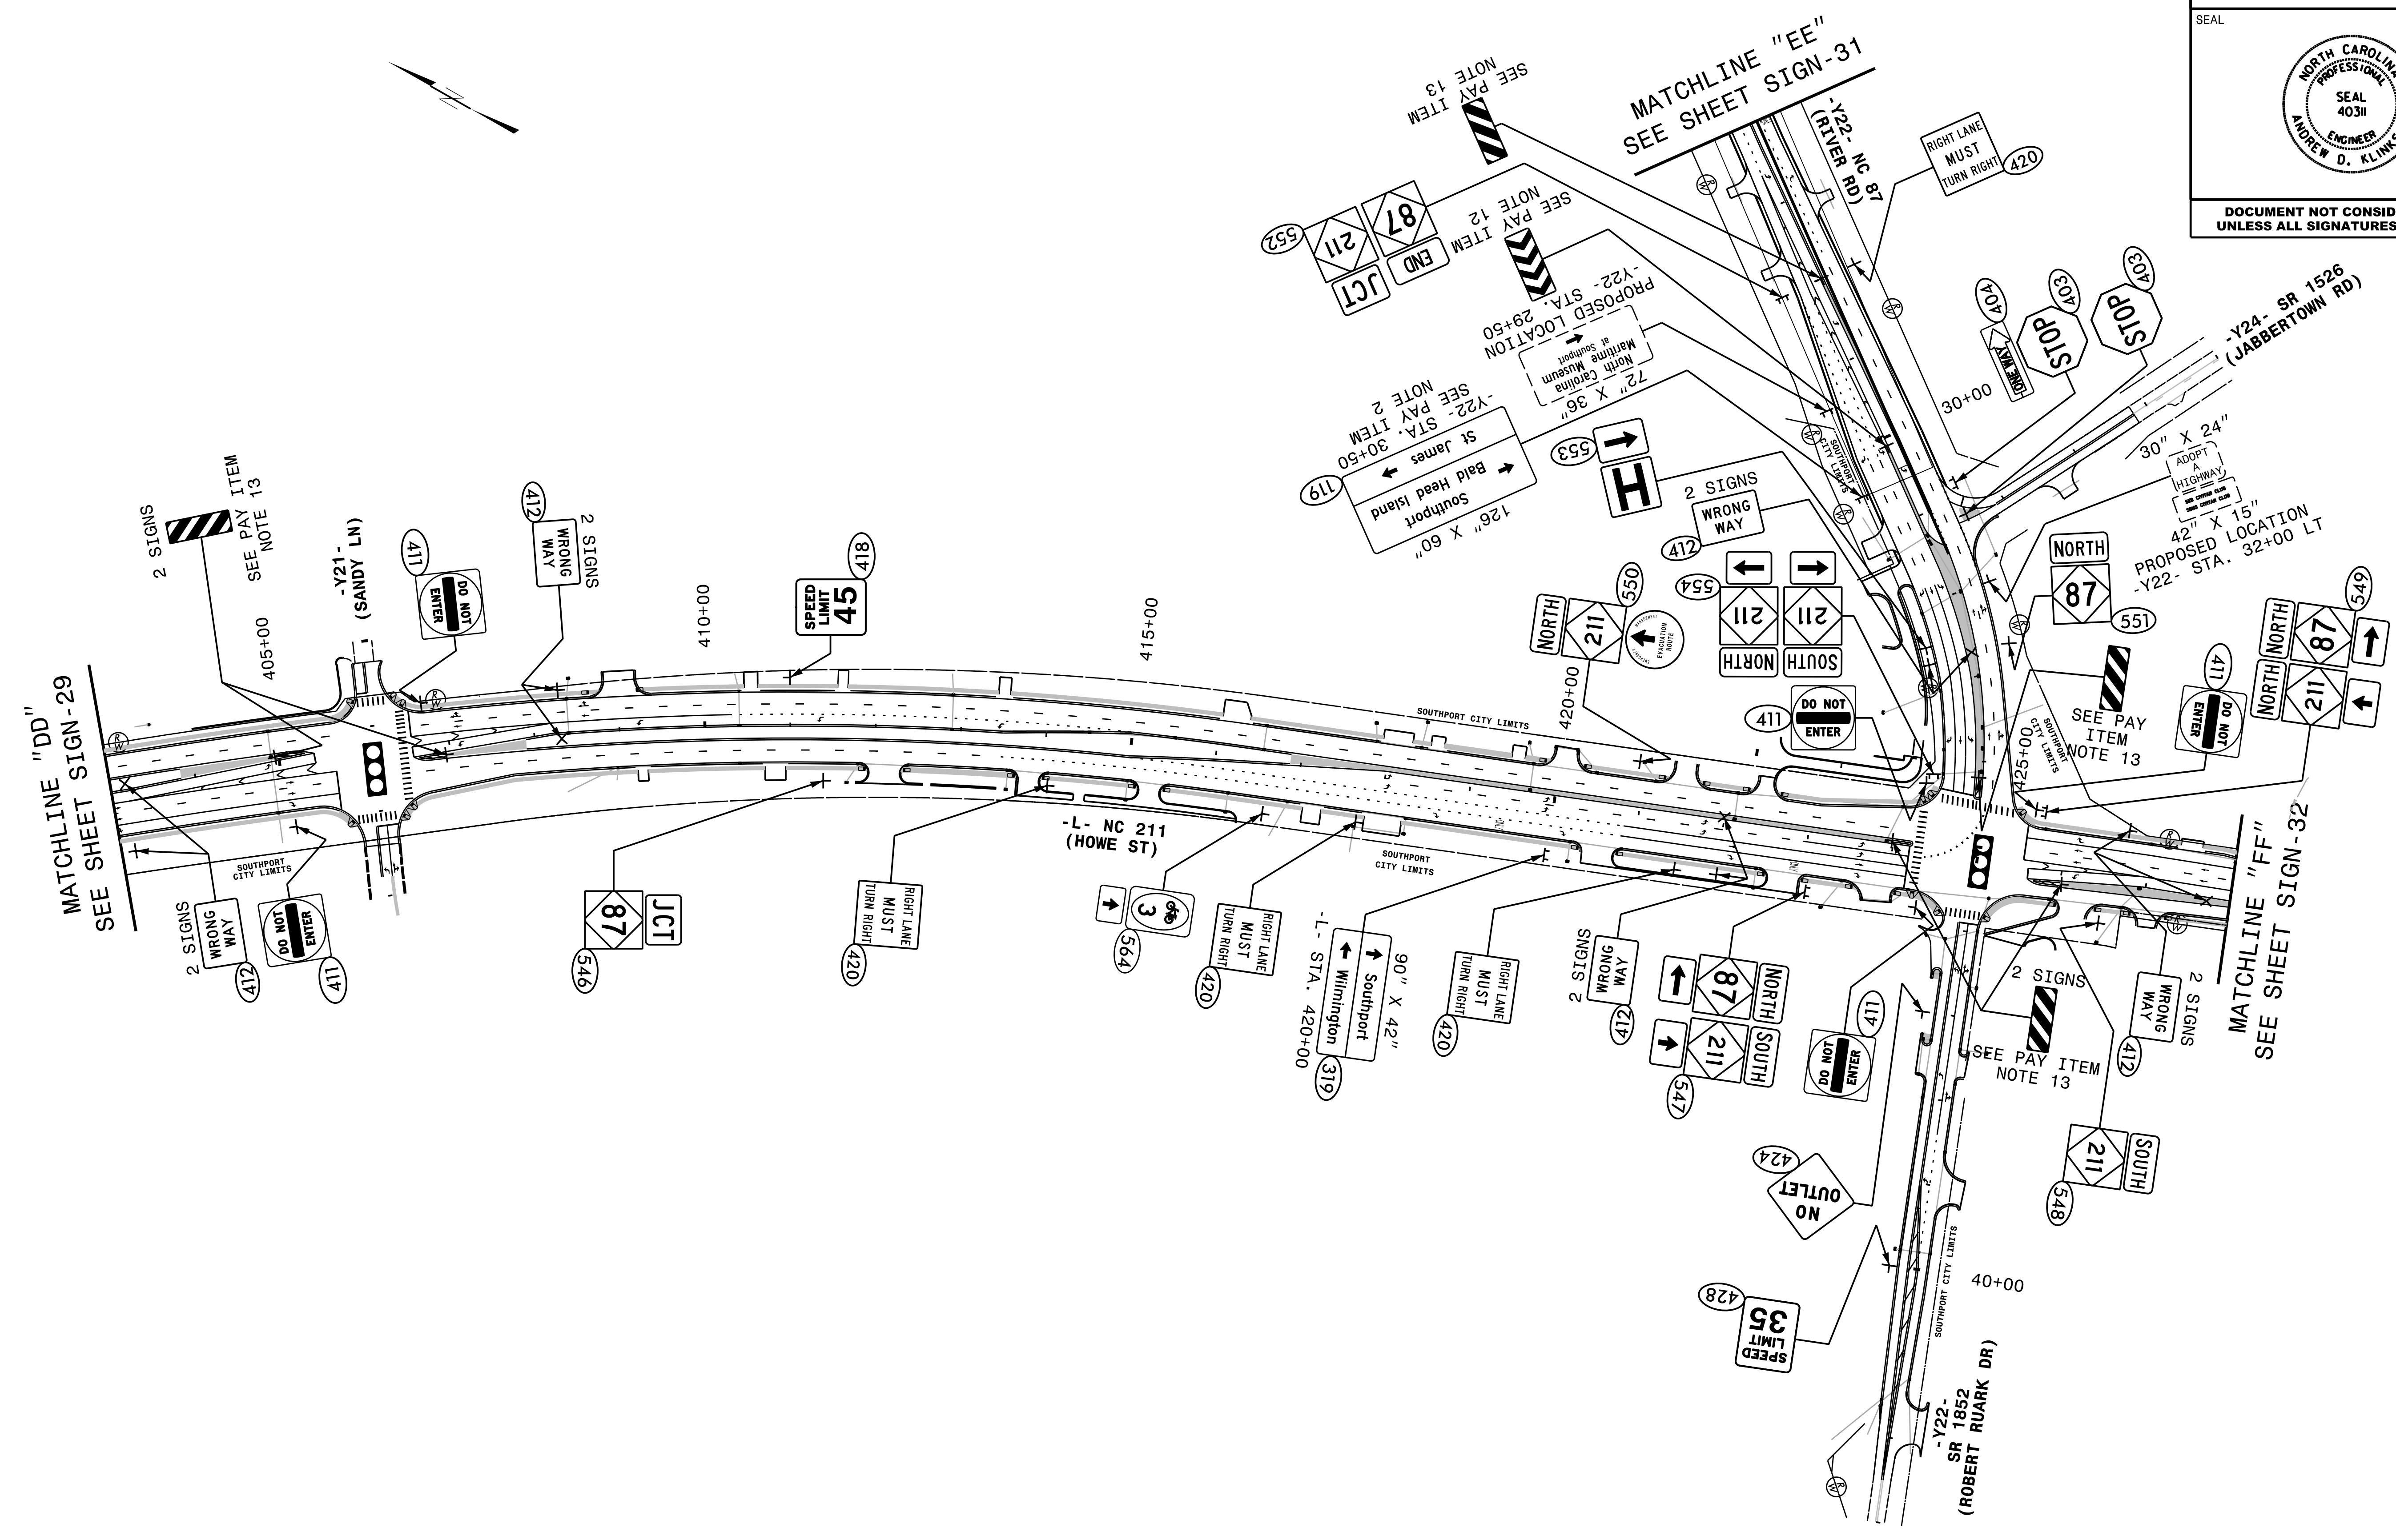 SEAL
NORTH CAROLINA
PROFESSIONAL
SEAL
40311
ENGINEER
ANDREW D.
DOCUMENT NOT
UNLESS ALL SIGNATURES
MATCHLINE "EE"
SEE SHEET SIGN-31
-Y22- NC 87
(RIVER RD)
RIGHT LANE
MUST
TURN RIGHT
420
SEE PAY ITEM
NOTE 13
552
211
JCT
87
END
SEE PAY ITEM
NOTE 12
72" X 36"
North Carolina
Maritime Museum
at Southport
PROPOSED LOCATION
-Y22- STA. 29+50
119
126" X 60"
Southport
Bald Head Island
St James
-Y22- STA. 30+50
SEE PAY ITEM
NOTE 2
404
ONE WAY
403
STOP
403
STOP
-Y24- SR 1526
(JABBERTOWN RD)
30+00
SOUTHPORT
CITY LIMITS
30" X 24"
ADOPT
A
HIGHWAY
42" X 15"
PROPOSED LOCATION
-Y22- STA. 32+00 LT
553
H
2 SIGNS
WRONG
WAY
412
554
211
NORTH
211
SOUTH
NORTH
211
550
EVACUATION
ROUTE
420+00
411
DO NOT
ENTER
NORTH
87
551
SEE PAY
ITEM
NOTE 13
SOUTHPORT
CITY LIMITS
425+00
411
DO NOT
ENTER
549
NORTH
87
NORTH
211
2 SIGNS
SEE PAY ITEM
NOTE 13
405+00
-Y21-
(SANDY LN)
411
DO NOT
ENTER
412
WRONG
WAY
2 SIGNS
410+00
418
SPEED
LIMIT
45
415+00
SOUTHPORT CITY LIMITS
MATCHLINE "DD"
SEE SHEET SIGN-29
SOUTHPORT
CITY LIMITS
2 SIGNS
WRONG
WAY
412
DO NOT
ENTER
411
JCT
87
546
RIGHT LANE
MUST
TURN RIGHT
420
-L- NC 211
(HOWE ST)
3
564
RIGHT LANE
MUST
TURN RIGHT
420
SOUTHPORT
CITY LIMITS
90" X 42"
Southport
Wilmington
319
-L- STA. 420+00
RIGHT LANE
MUST
TURN RIGHT
420
2 SIGNS
WRONG
WAY
412
NORTH
87
SOUTH
211
547
411
DO NOT
ENTER
2 SIGNS
SEE PAY ITEM
NOTE 13
2 SIGNS
WRONG
WAY
412
MATCHLINE "FF"
SEE SHEET SIGN-32
SOUTH
211
548
424
NO
OUTLET
428
SPEED
LIMIT
35
SOUTHPORT CITY LIMITS
40+00
-Y22-
SR 1852
(ROBERT RUARK DR)